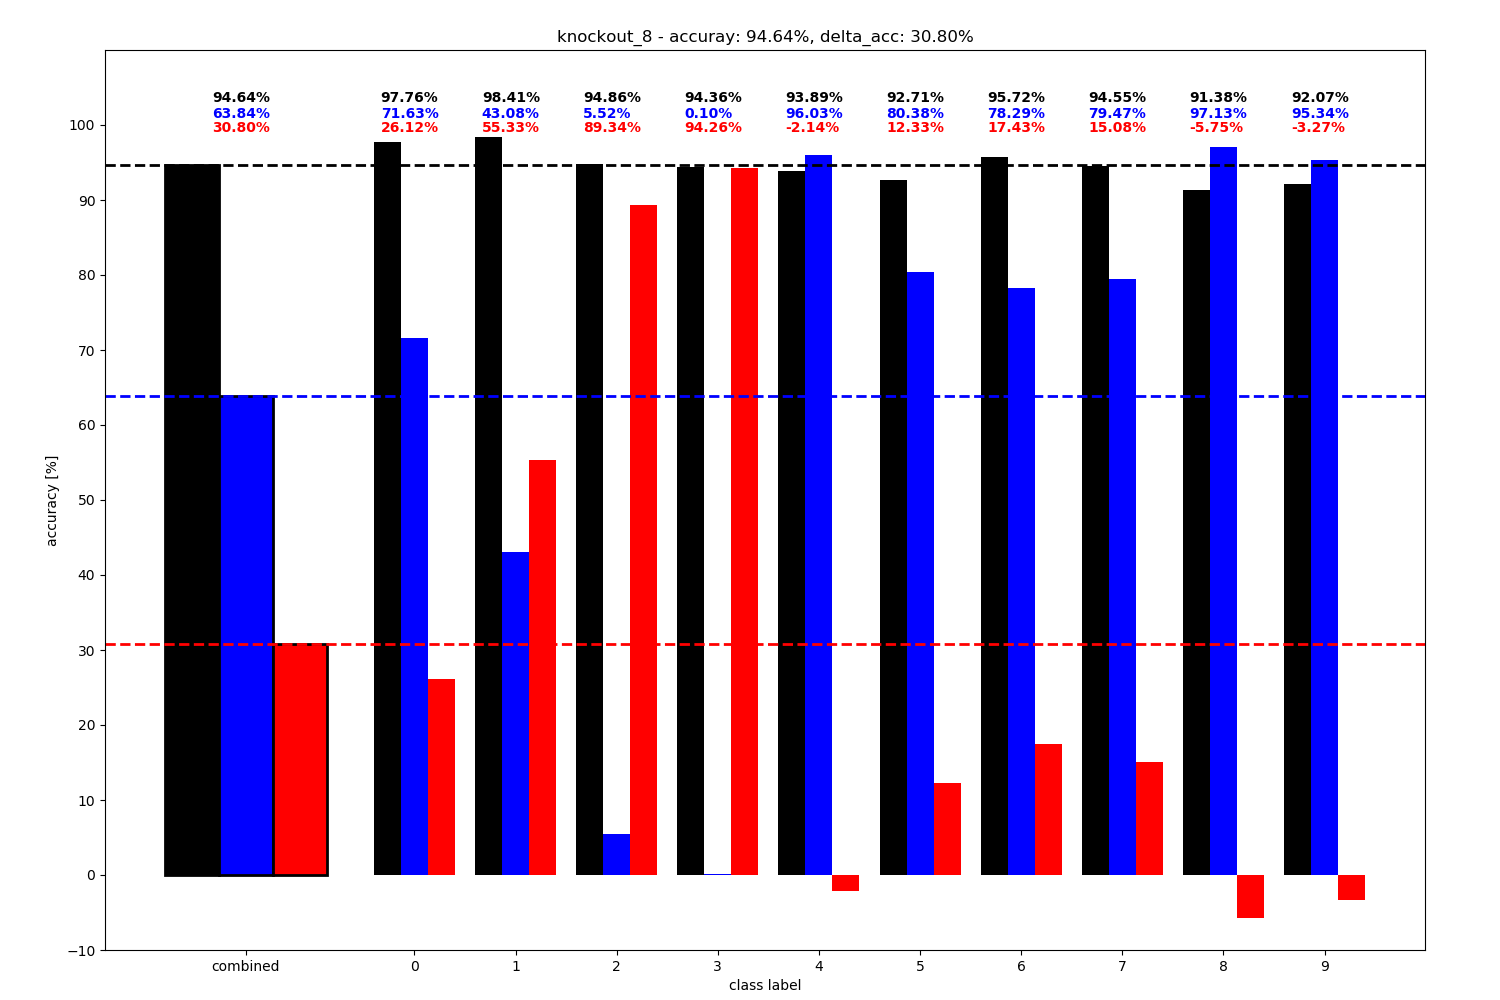 knockout_8 - accuray: 94.64%, delta_acc: 30.80%
94.64% 97.76% 98.41% 94.86% 94.36% 93.89% 92.71% 95.72% 94.55% 91.38% 92.07%
63.84% 71.63% 43.08% 5.52% 0.10% 96.03% 80.38% 78.29% 79.47% 97.13% 95.34%
30.80% 26.12% 55.33% 89.34% 94.26% -2.14% 12.33% 17.43% 15.08% -5.75% -3.27%
100
90
80
70
60
50
40
30
20
10
0
−10
accuracy [%]
combined 0 1 2 3 4 5 6 7 8 9
class label